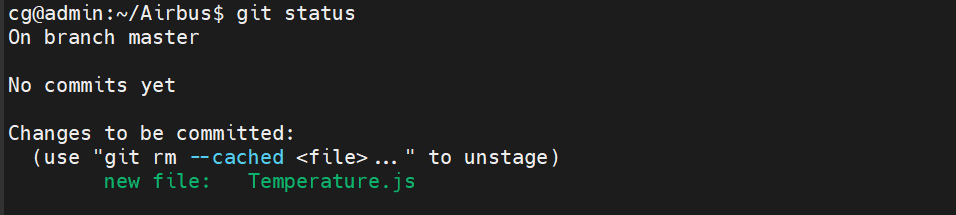 cg@admin:~/Airbus$ git status
On branch master
No commits yet
Changes to be committed:
  (use "git rm --cached <file>..." to unstage)
        new file:   Temperature.js